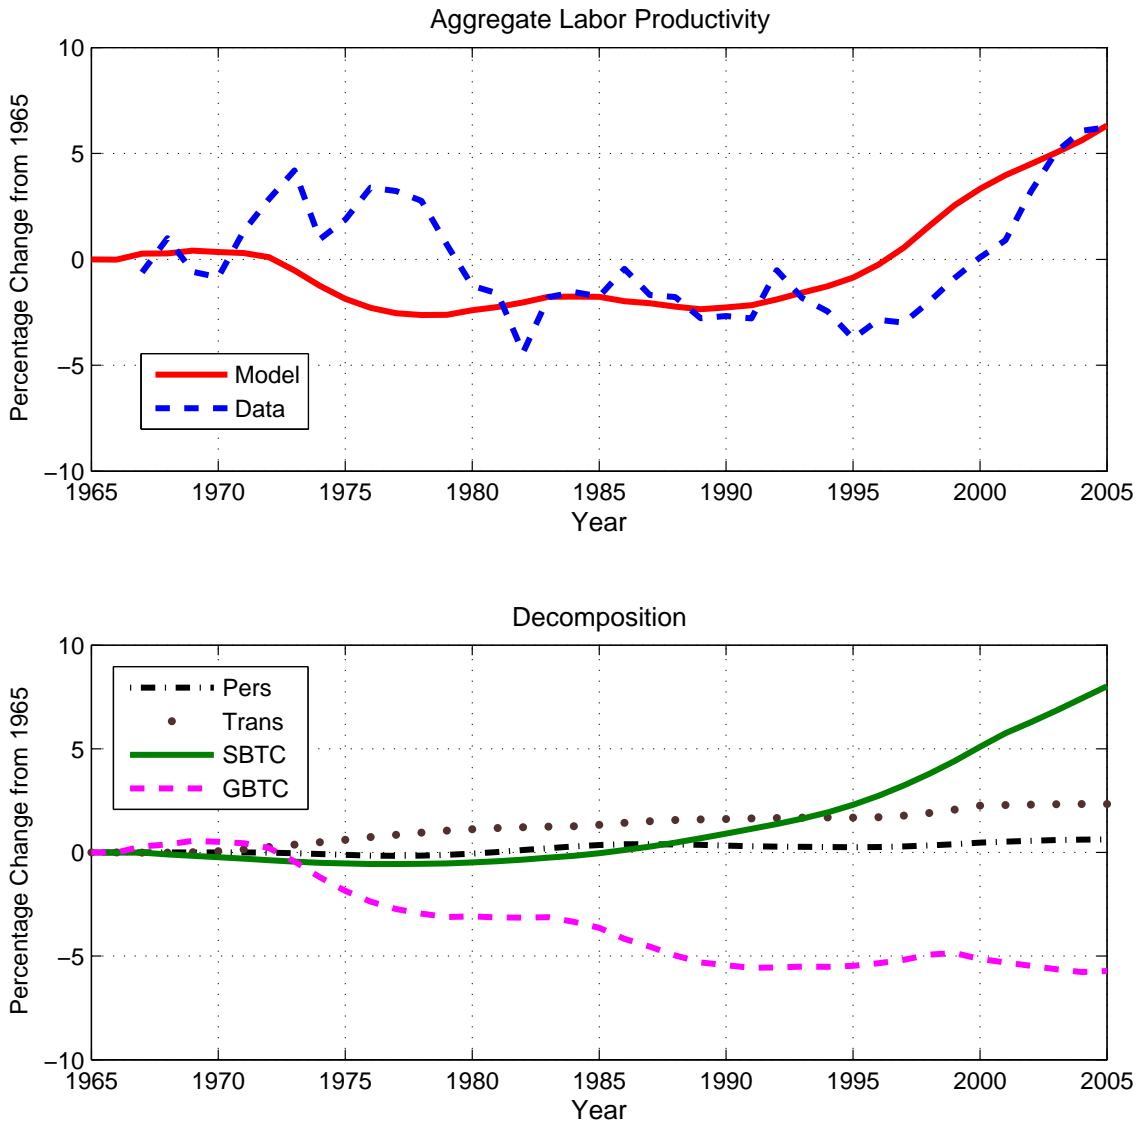 Aggregate Labor Productivity
Percentage Change from 1965
10
5
0
−5
−10
Model
Data
1965 1970 1975 1980 1985 1990 1995 2000 2005
Year
Decomposition
Percentage Change from 1965
10
5
0
−5
−10
Pers
Trans
SBTC
GBTC
1965 1970 1975 1980 1985 1990 1995 2000 2005
Year